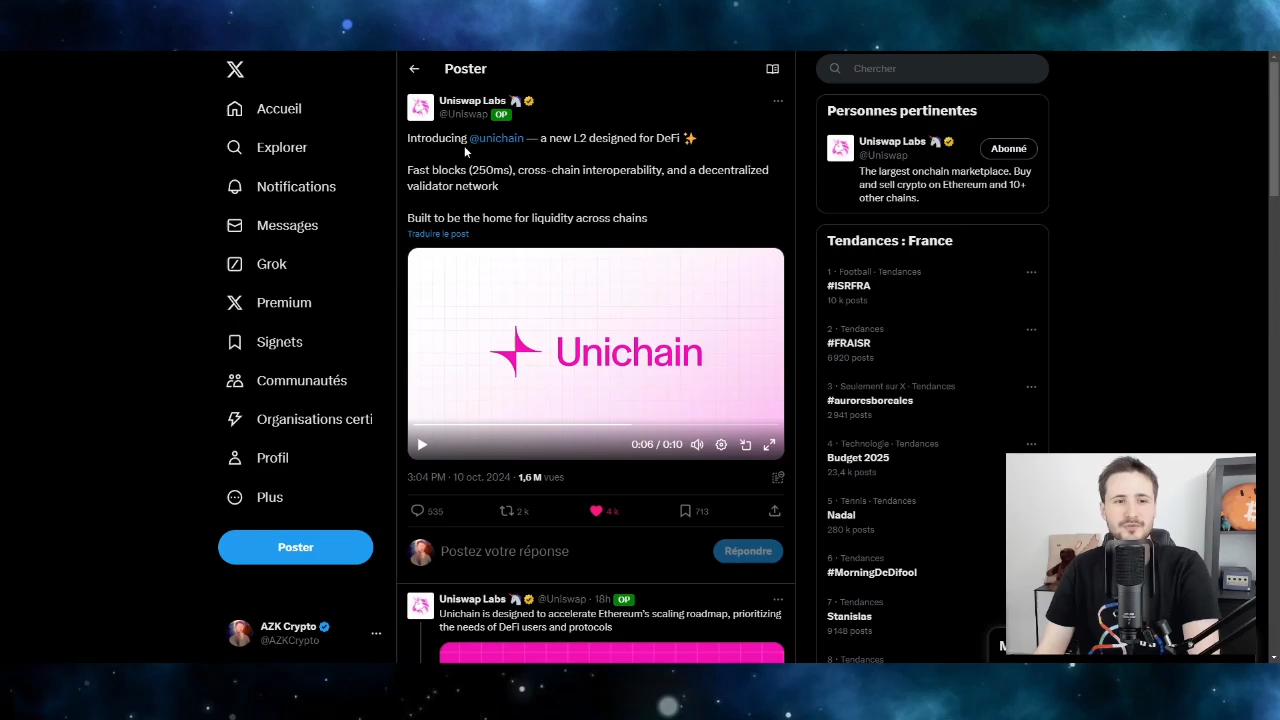 Accueil
Explorer
Notifications
Messages
Grok
Premium
Signets
Communautés
Organisations certi
Profil
Plus
Poster
AZK Crypto
@AZKCrypto
Poster
Uniswap Labs
@Uniswap OP
Introducing @unichain — a new L2 designed for DeFi ✨
Fast blocks (250ms), cross-chain interoperability, and a decentralized
validator network
Built to be the home for liquidity across chains
Traduire le post
Unichain
0:06 / 0:10
3:04 PM · 10 oct. 2024 · 1,6 M vues
535 2 k 4 k 713
Postez votre réponse
Répondre
Uniswap Labs @Uniswap · 18h OP
Unichain is designed to accelerate Ethereum's scaling roadmap, prioritizing
the needs of DeFi users and protocols
Chercher
Personnes pertinentes
Uniswap Labs
@Uniswap
Abonné
The largest onchain marketplace. Buy
and sell crypto on Ethereum and 10+
other chains.
Tendances : France
1 · Football · Tendances
#ISRFRA
10 k posts
2 · Tendances
#FRAISR
6 920 posts
3 · Seulement sur X · Tendances
#auroresboreales
2 941 posts
4 · Technologie · Tendances
Budget 2025
23,4 k posts
5 · Tennis · Tendances
Nadal
280 k posts
6 · Tendances
#MorningDeDifool
7 · Tendances
Stanislas
9 148 posts
8 · Tendances